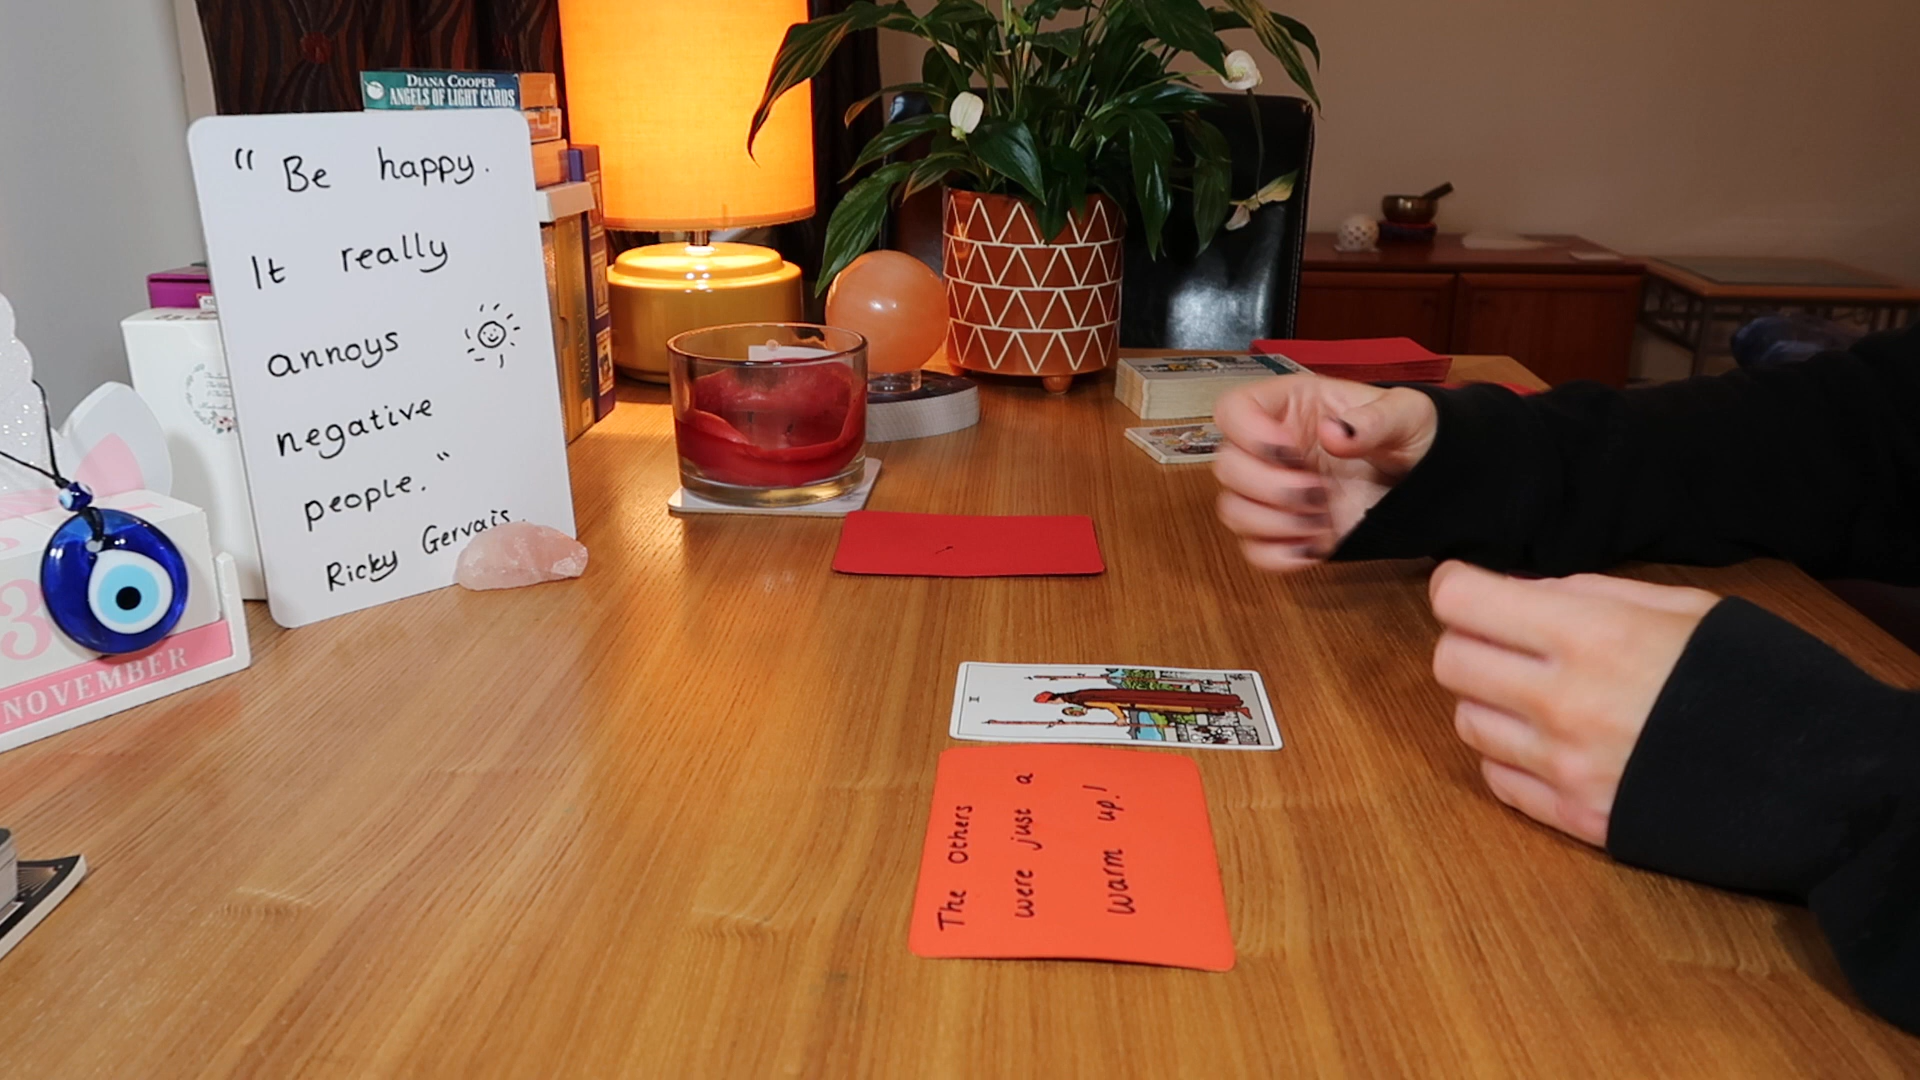 DIANA COOPER
ANGELS OF LIGHT CARDS
“ Be happy.
It really
annoys
negative
people. “
Ricky Gervais.
3
NOVEMBER
The others
were just a
warm up!